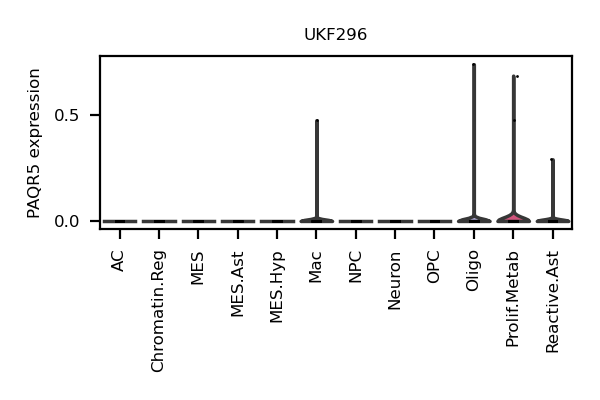 UKF296
PAQR5 expression
0.5
0.0
AC
Chromatin.Reg
MES
MES.Ast
MES.Hyp
Mac
NPC
Neuron
OPC
Oligo
Prolif.Metab
Reactive.Ast